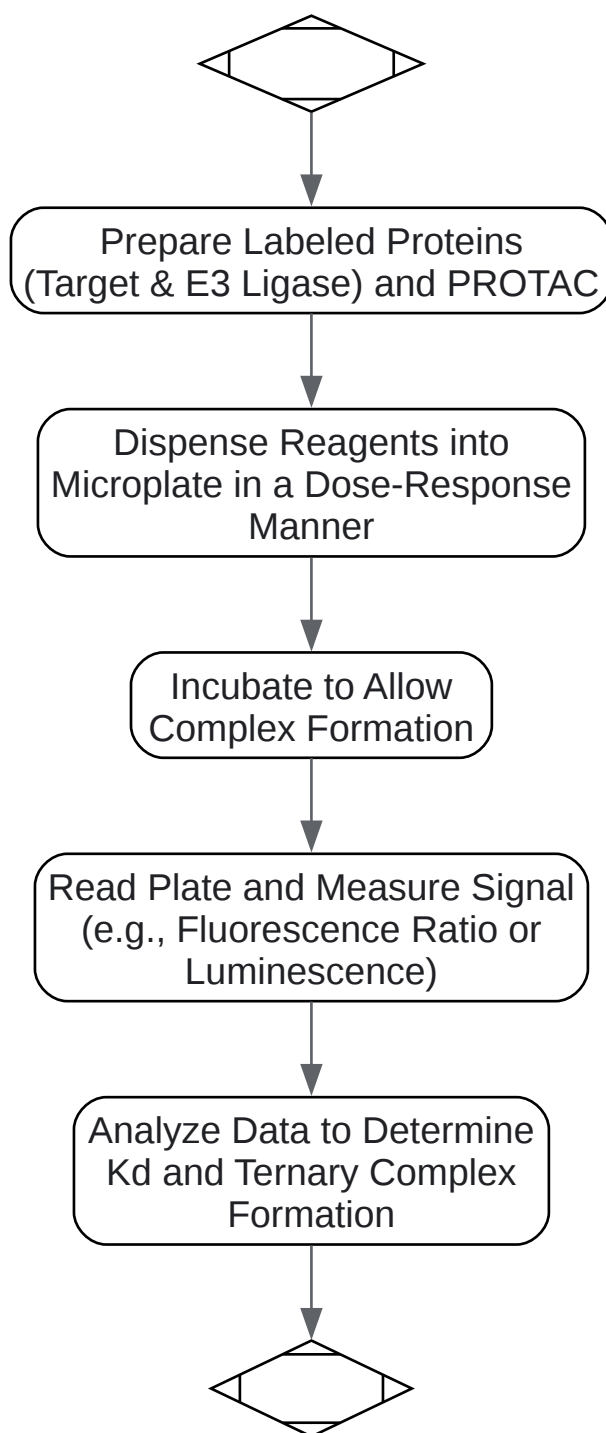 Prepare Labeled Proteins
(Target & E3 Ligase) and PROTAC
Dispense Reagents into
Microplate in a Dose-Response
Manner
Incubate to Allow
Complex Formation
Read Plate and Measure Signal
(e.g., Fluorescence Ratio or
Luminescence)
Analyze Data to Determine
Kd and Ternary Complex
Formation